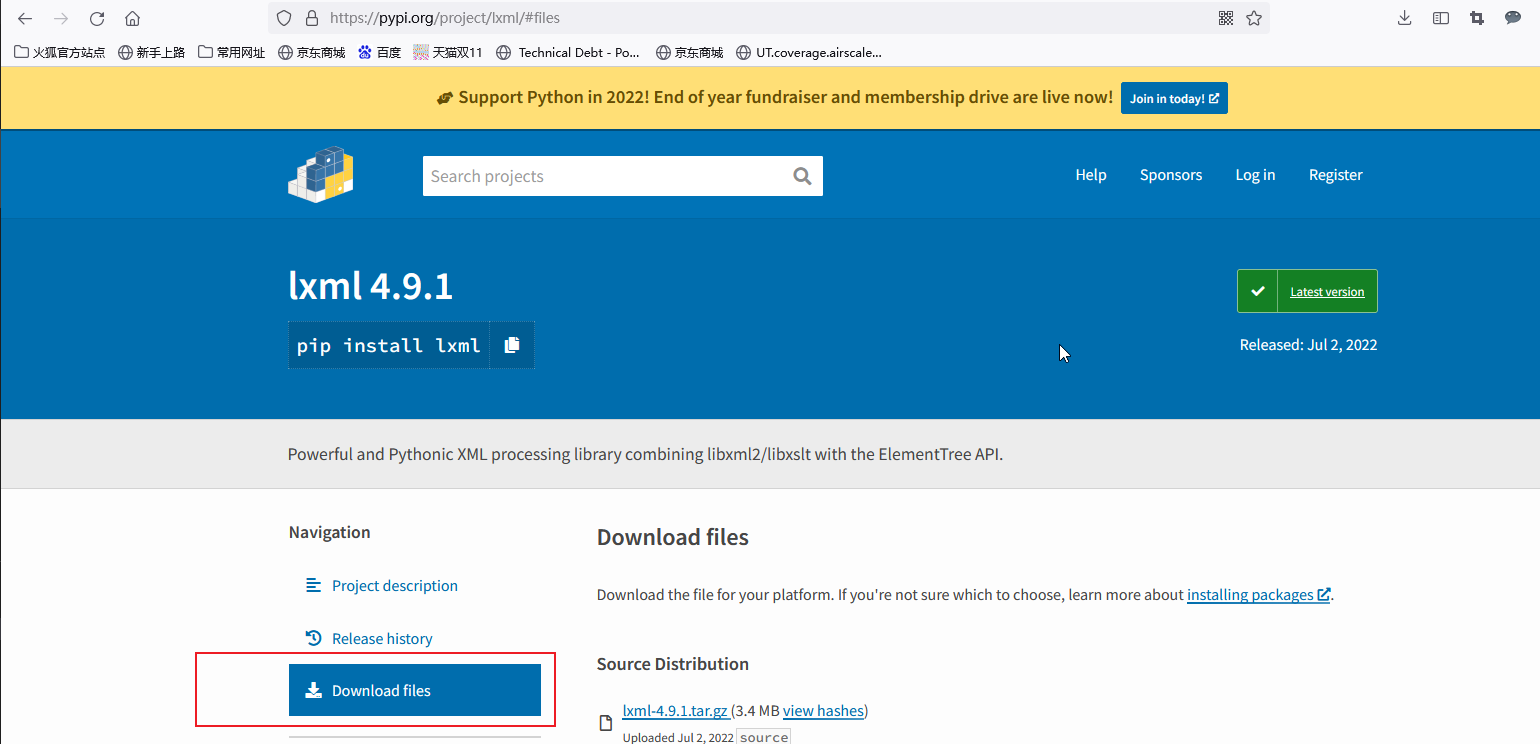 https://pypi.org/project/lxml/#files
火狐官方站点 新手上路 常用网址 京东商城 百度 天猫双11 Technical Debt - Po... 京东商城 UT.coverage.airscale...
Support Python in 2022! End of year fundraiser and membership drive are live now! Join in today!
Search projects
Help Sponsors Log in Register
lxml 4.9.1
Latest version
pip install lxml
Released: Jul 2, 2022
Powerful and Pythonic XML processing library combining libxml2/libxslt with the ElementTree API.
Navigation
Project description
Release history
Download files
Download files
Download the file for your platform. If you're not sure which to choose, learn more about installing packages.
Source Distribution
lxml-4.9.1.tar.gz (3.4 MB view hashes)
Uploaded Jul 2, 2022 source